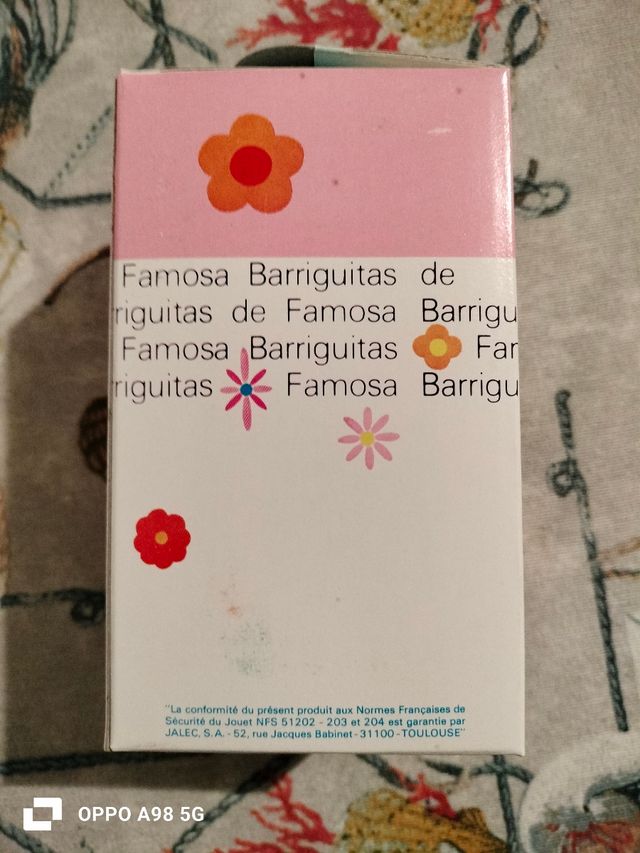 Famosa Barriguitas de
riguitas de Famosa Barrigu
Famosa Barriguitas Far
riguitas Famosa Barrigu
"La conformité du présent produit aux Normes Françaises de
Sécurité du Jouet NFS 51202 - 203 et 204 est garantie par
JALEC, S.A. - 52, rue Jacques Babinet - 31100 - TOULOUSE"
OPPO A98 5G